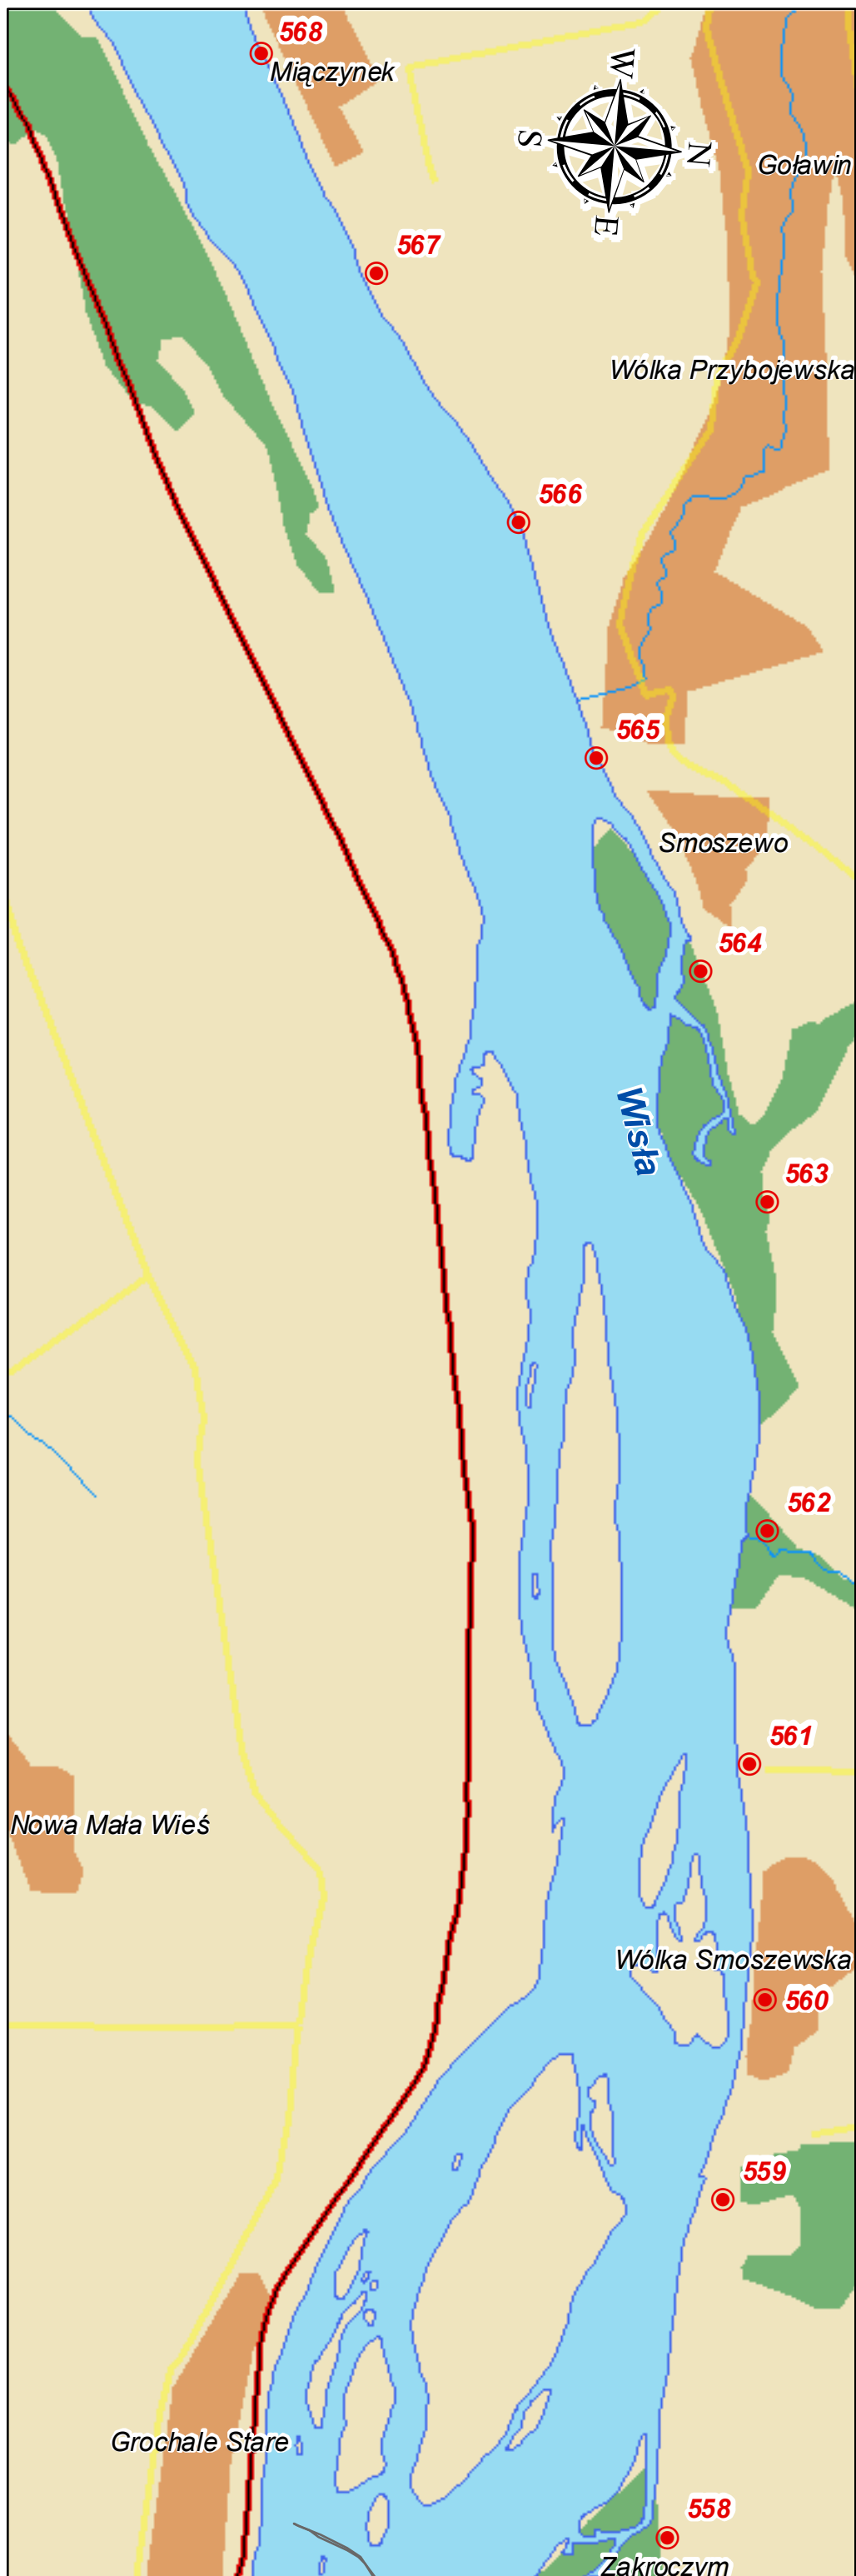 568
Miączynek
W
S
N
E
Goławin
567
Wólka Przybojewska
566
565
Smoszewo
564
Wisła
563
562
561
Nowa Mała Wieś
Wólka Smoszewska
560
559
Grochale Stare
558
Zakroczym